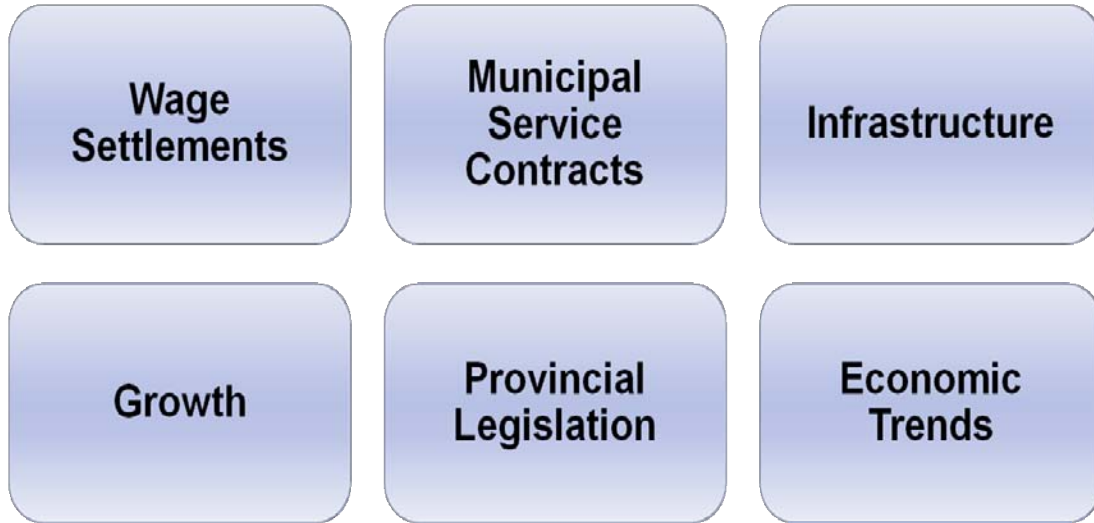 Wage
Settlements
Municipal
Service
Contracts
Infrastructure
Growth
Provincial
Legislation
Economic
Trends